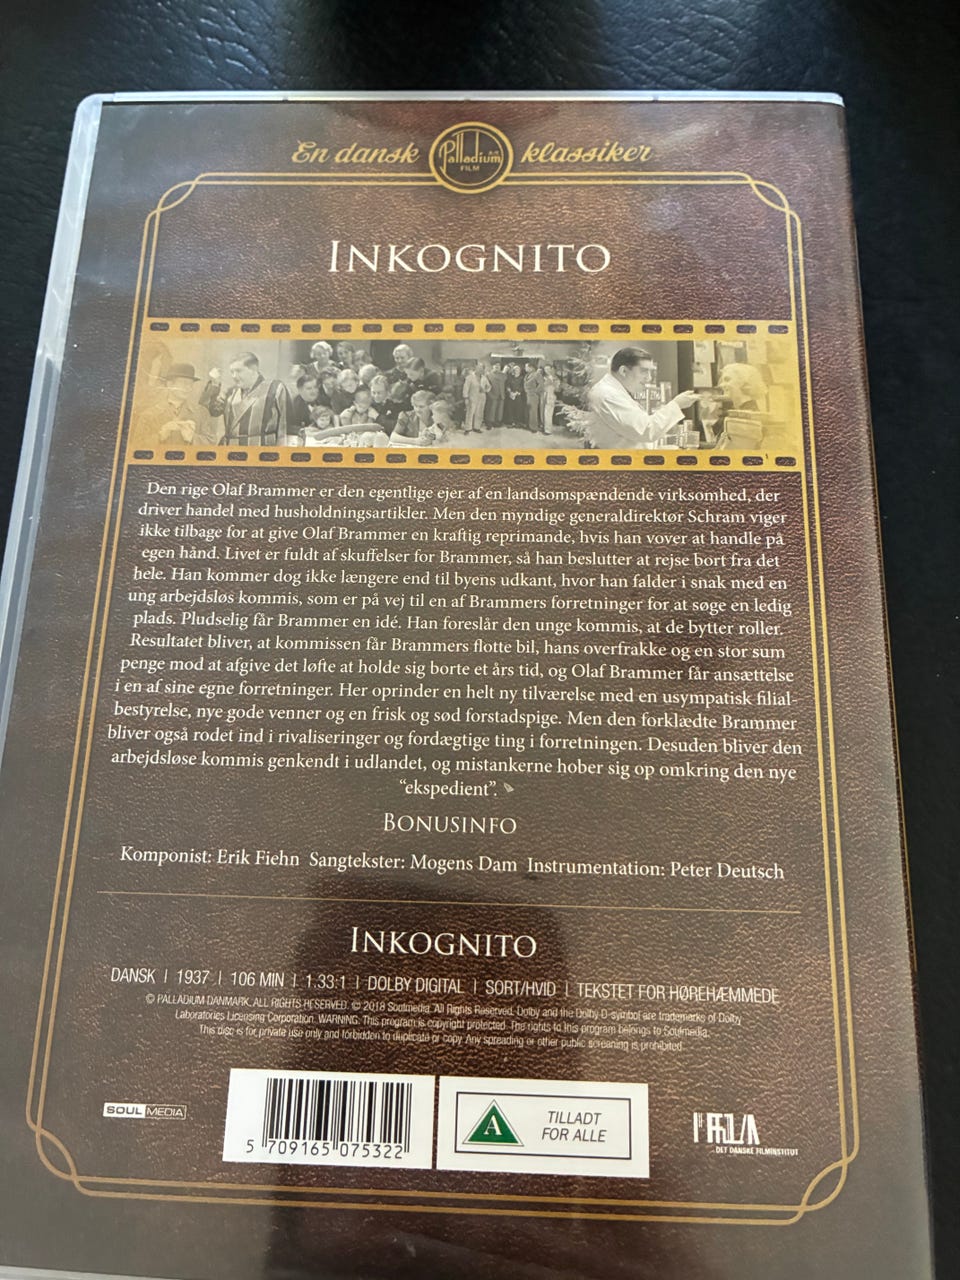 En dansk Palladium FILM klassiker
INKOGNITO
Den rige Olaf Brammer er den egentlige ejer af en landsomspændende virksomhed, der
driver handel med husholdningsartikler. Men den myndige generaldirektør Schram viger
ikke tilbage for at give Olaf Brammer en kraftig reprimande, hvis han vover at handle på
egen hånd. Livet er fuldt af skuffelser for Brammer, så han beslutter at rejse bort fra det
hele. Han kommer dog ikke længere end til byens udkant, hvor han falder i snak med en
ung arbejdsløs kommis, som er på vej til en af Brammers forretninger for at søge en ledig
plads. Pludselig får Brammer en idé. Han foreslår den unge kommis, at de bytter roller.
Resultatet bliver, at kommissen får Brammers flotte bil, hans overfrakke og en stor sum
penge mod at afgive det løfte at holde sig borte et års tid, og Olaf Brammer får ansættelse
i en af sine egne forretninger. Her oprinder en helt ny tilværelse med en usympatisk filial-
bestyrelse, nye gode venner og en frisk og sød forstadspige. Men den forklædte Brammer
bliver også rodet ind i rivaliseringer og fordægtige ting i forretningen. Desuden bliver den
arbejdsløse kommis genkendt i udlandet, og mistankerne hober sig op omkring den nye
“ekspedient”.
BONUSINFO
Komponist: Erik Fiehn Sangtekster: Mogens Dam Instrumentation: Peter Deutsch
INKOGNITO
DANSK | 1937 | 106 MIN | 1.33:1 | DOLBY DIGITAL | SORT/HVID | TEKSTET FOR HØREHÆMMEDE
© PALLADIUM DANMARK. ALL RIGHTS RESERVED. © 2018 Soulmedia. All Rights Reserved. Dolby and the Dolby D-symbol are trademarks of Dolby
Laboratories Licensing Corporation. WARNING: This program is copyright protected. The rights to this program belongs to Soulmedia.
This disc is for private use only and forbidden to duplicate or copy. Any spreading or other public screening is prohibited.
SOUL MEDIA
5 709165 075322
A
TILLADT
FOR ALLE
DET DANSKE FILMINSTITUT